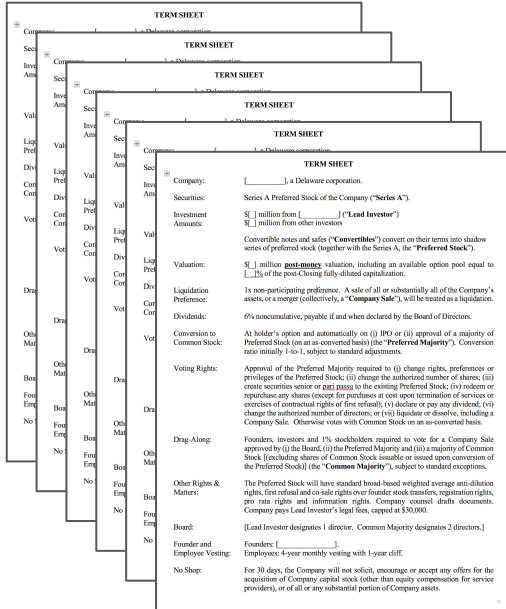 TERM SHEET
TERM SHEET
TERM SHEET
TERM SHEET
TERM SHEET
TERM SHEET
Company: [__________], a Delaware corporation.
Securities: Series A Preferred Stock of the Company (“Series A”).
Investment $[_] million from [__________] (“Lead Investor”)
Amounts: $[_] million from other investors
Convertible notes and safes (“Convertibles”) convert on their terms into shadow
series of preferred stock (together with the Series A, the “Preferred Stock”).
Valuation: $[_] million post-money valuation, including an available option pool equal to
[__]% of the post-Closing fully-diluted capitalization.
Liquidation 1x non-participating preference. A sale of all or substantially all of the Company’s
Preference: assets, or a merger (collectively, a “Company Sale”), will be treated as a liquidation.
Dividends: 6% noncumulative, payable if and when declared by the Board of Directors.
Conversion to At holder’s option and automatically on (i) IPO or (ii) approval of a majority of
Common Stock: Preferred Stock (on an as-converted basis) (the “Preferred Majority”). Conversion
ratio initially 1-to-1, subject to standard adjustments.
Voting Rights: Approval of the Preferred Majority required to (i) change rights, preferences or
privileges of the Preferred Stock; (ii) change the authorized number of shares; (iii)
create securities senior or pari passu to the existing Preferred Stock; (iv) redeem or
repurchase any shares (except for purchases at cost upon termination of services or
exercises of contractual rights of first refusal); (v) declare or pay any dividend; (vi)
change the authorized number of directors; or (vii) liquidate or dissolve, including a
Company Sale. Otherwise votes with Common Stock on an as-converted basis.
Drag-Along: Founders, investors and 1% stockholders required to vote for a Company Sale
approved by (i) the Board, (ii) the Preferred Majority and (iii) a majority of Common
Stock [(excluding shares of Common Stock issuable or issued upon conversion of
the Preferred Stock)] (the “Common Majority”), subject to standard exceptions.
Other Rights & The Preferred Stock will have standard broad-based weighted average anti-dilution
Matters: rights, first refusal and co-sale rights over founder stock transfers, registration rights,
pro rata rights and information rights. Company counsel drafts documents.
Company pays Lead Investor’s legal fees, capped at $30,000.
Board: [Lead Investor designates 1 director. Common Majority designates 2 directors.]
Founder and Founders: [______________].
Employee Vesting: Employees: 4-year monthly vesting with 1-year cliff.
No Shop: For 30 days, the Company will not solicit, encourage or accept any offers for the
acquisition of Company capital stock (other than equity compensation for service
providers), or of all or any substantial portion of Company assets.